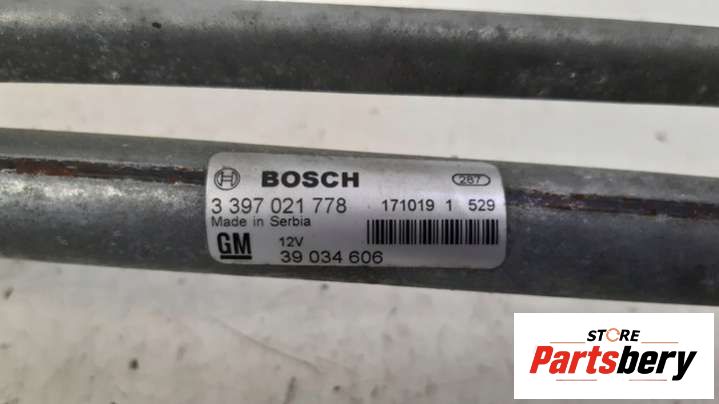 BOSCH 287
3 397 021 778 171019 1 529
Made in Serbia
GM 12V
39 034 606
STORE
Partsbery